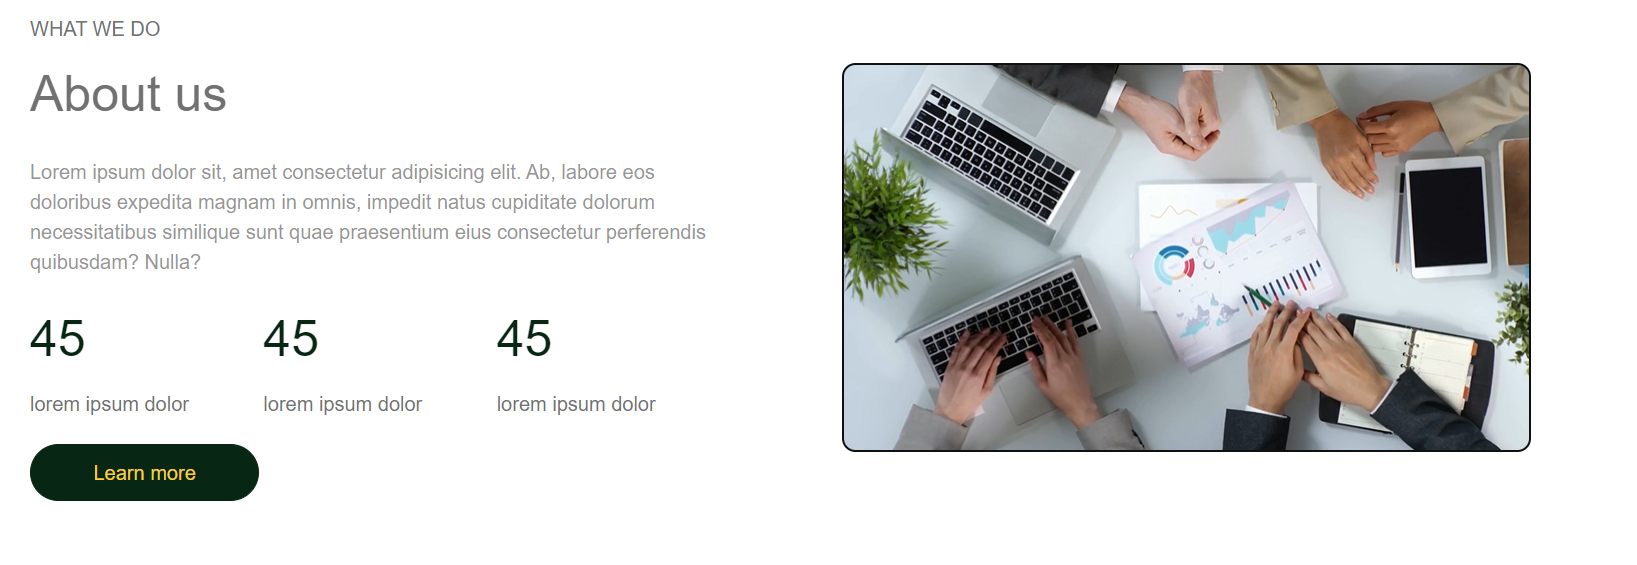 WHAT WE DO
About us
Lorem ipsum dolor sit, amet consectetur adipisicing elit. Ab, labore eos
doloribus expedita magnam in omnis, impedit natus cupiditate dolorum
necessitatibus similique sunt quae praesentium eius consectetur perferendis
quibusdam? Nulla?
45 45 45
lorem ipsum dolor lorem ipsum dolor lorem ipsum dolor
Learn more